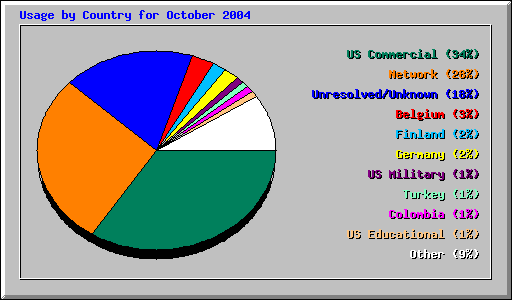 Usage by Country for October 2004
US Commercial (34%)
Network (28%)
Unresolved/Unknown (18%)
Belgium (3%)
Finland (2%)
Germany (2%)
US Military (1%)
Turkey (1%)
Colombia (1%)
US Educational (1%)
Other (9%)